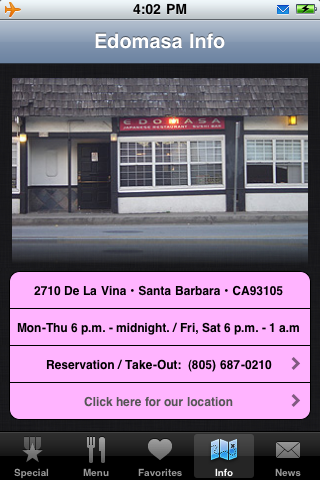 4:02 PM
Edomasa Info
EDOMASA
JAPANESE RESTAURANT SUSHI BAR
2710 De La Vina • Santa Barbara • CA93105
Mon-Thu 6 p.m. - midnight. / Fri, Sat 6 p.m. - 1 a.m
Reservation / Take-Out: (805) 687-0210
Click here for our location
Special
Menu
Favorites
Info
News